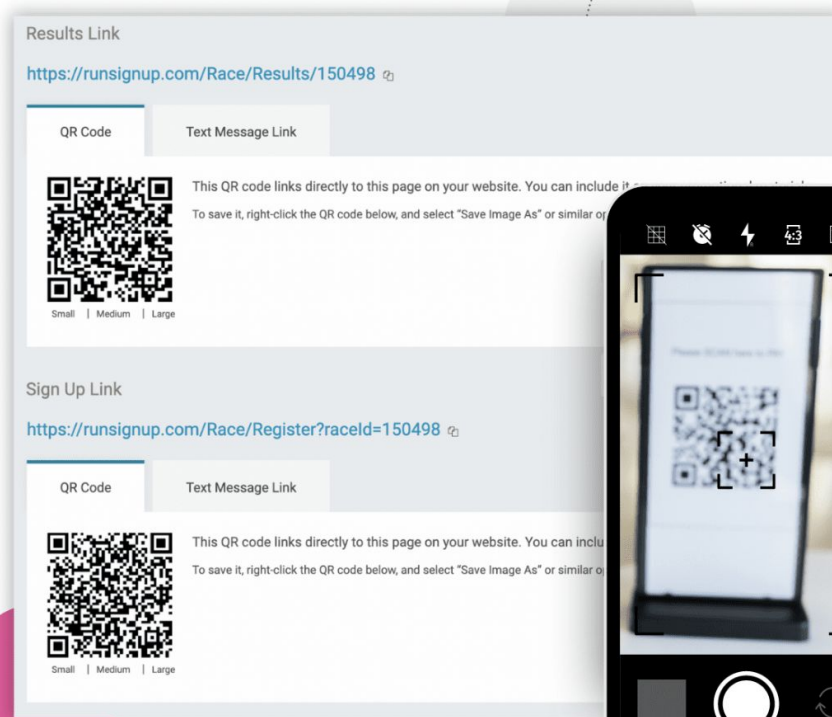 Results Link
https://runsignup.com/Race/Results/150498
QR Code
Text Message Link
This QR code links directly to this page on your website. You can include it
To save it, right-click the QR code below, and select "Save Image As" or similar op
Small | Medium | Large
4:3
Please SCAN here to
Sign Up Link
https://runsignup.com/Race/Register?raceId=150498
QR Code
Text Message Link
This QR code links directly to this page on your website. You can inclu
To save it, right-click the QR code below, and select "Save Image As" or similar op
Small | Medium | Large